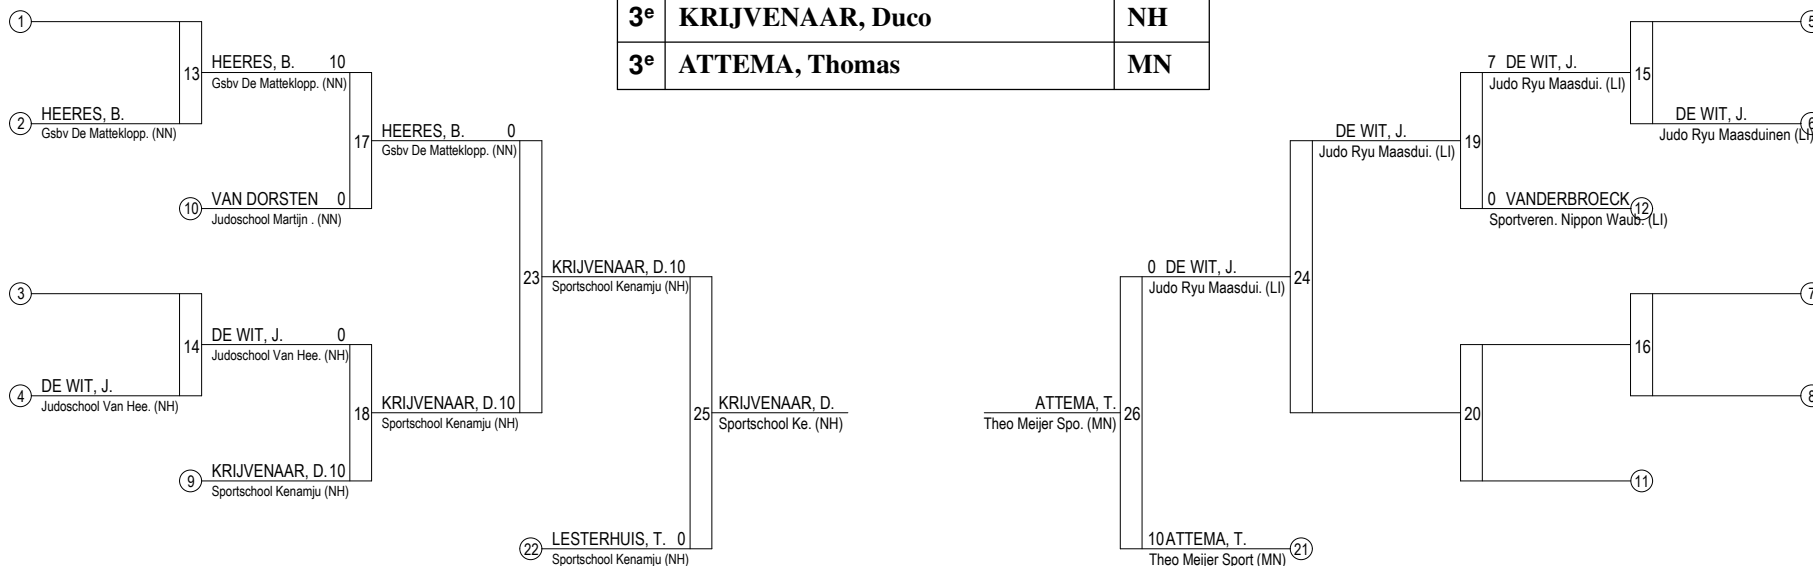 3e KRIJVENAAR, Duco NH
3e ATTEMA, Thomas MN
1
13
HEERES, B. 10
Gsbv De Matteklopp. (NN)
2
HEERES, B.
Gsbv De Matteklopp. (NN)
17
HEERES, B. 0
Gsbv De Matteklopp. (NN)
10
VAN DORSTEN 0
Judoschool Martijn . (NN)
23
KRIJVENAAR, D. 10
Sportschool Kenamju (NH)
3
14
DE WIT, J. 0
Judoschool Van Hee. (NH)
4
DE WIT, J.
Judoschool Van Hee. (NH)
18
KRIJVENAAR, D. 10
Sportschool Kenamju (NH)
9
KRIJVENAAR, D. 10
Sportschool Kenamju (NH)
25
KRIJVENAAR, D.
Sportschool Ke. (NH)
22
LESTERHUIS, T. 0
Sportschool Kenamju (NH)
5
7 DE WIT, J.
Judo Ryu Maasdui. (LI)
15
DE WIT, J.
Judo Ryu Maasduinen (LI)
6
DE WIT, J.
Judo Ryu Maasdui. (LI)
19
0 VANDERBROECK
Sportveren. Nippon Waub. (LI)
12
0 DE WIT, J.
Judo Ryu Maasdui. (LI)
24
7
16
8
ATTEMA, T.
Theo Meijer Spo. (MN)
26
20
11
10 ATTEMA, T.
Theo Meijer Sport (MN)
21